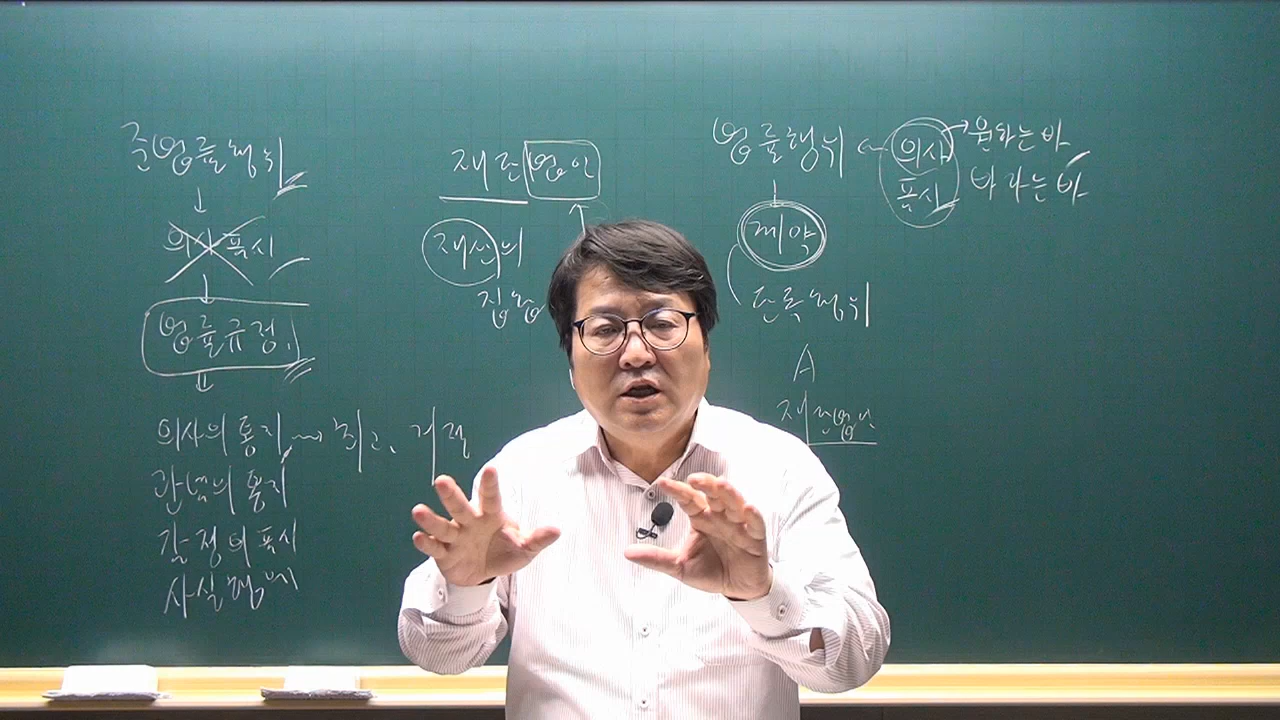 준법률행위
의사표시
법률규정
의사의 통지 → 최고, 거절
관념의 통지
감정의 표시
사실행위
재단법인
재산의
집합
법률행위
의사
표시
원하는 바
바라는 바
계약
단독행위
A
재단법인